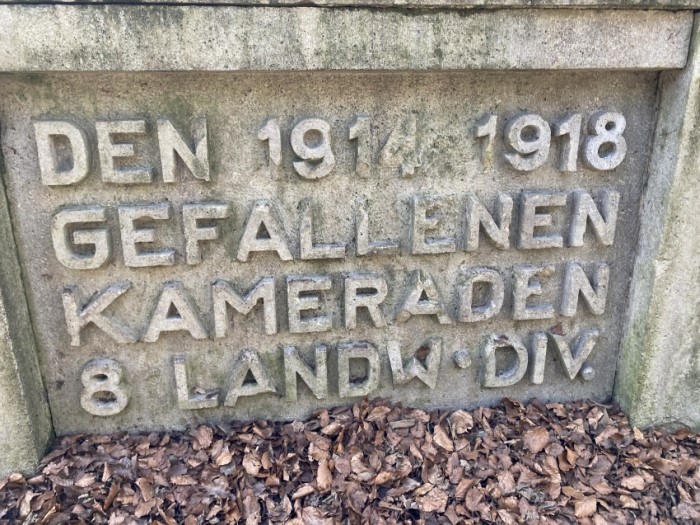 DEN 1914 1918
GEFALLENEN
KAMERADEN
8 LANDW. DIV.